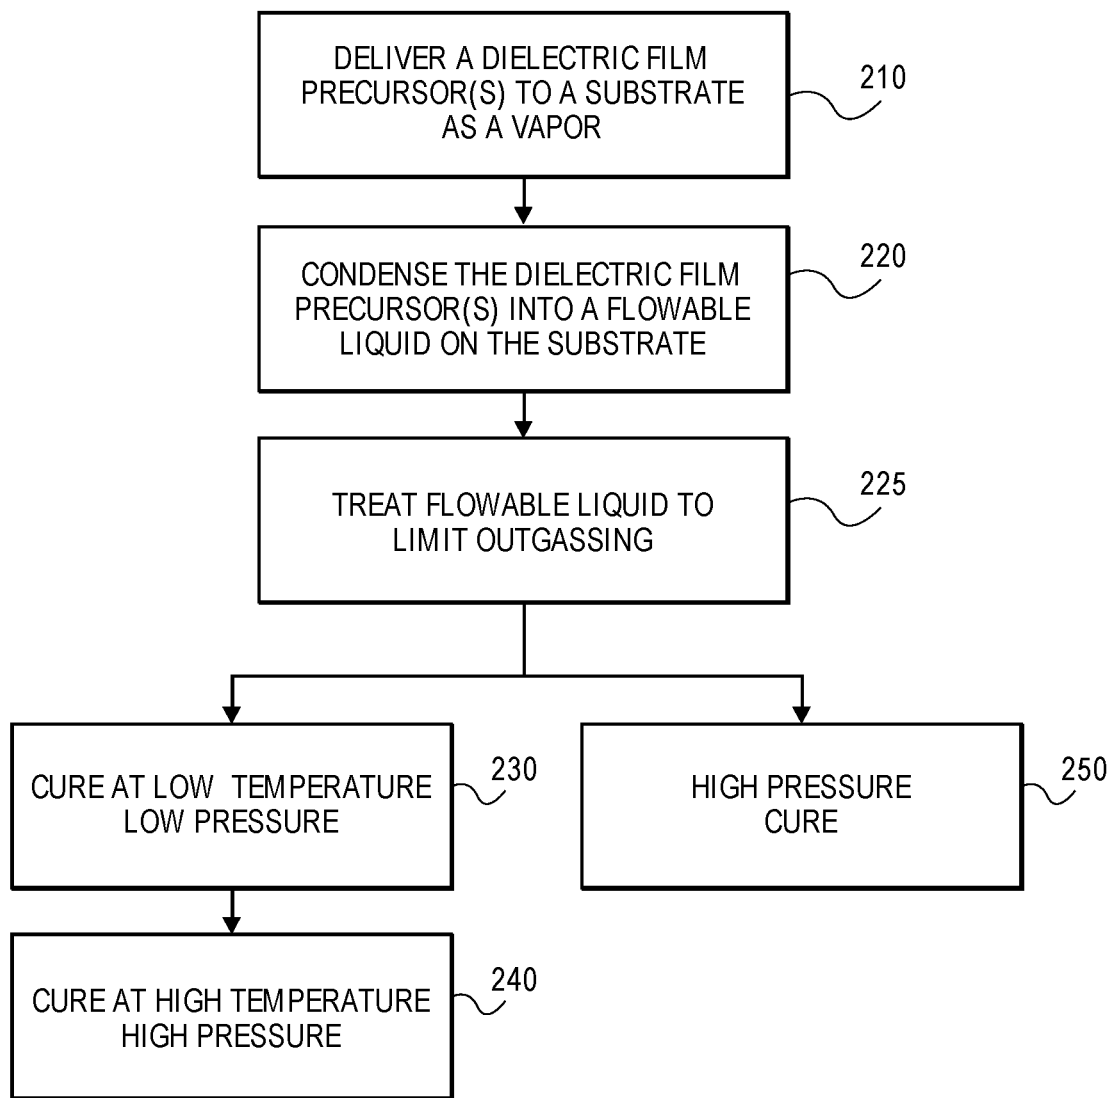 DELIVER A DIELECTRIC FILM
PRECURSOR(S) TO A SUBSTRATE
AS A VAPOR
210
CONDENSE THE DIELECTRIC FILM
PRECURSOR(S) INTO A FLOWABLE
LIQUID ON THE SUBSTRATE
220
TREAT FLOWABLE LIQUID TO
LIMIT OUTGASSING
225
CURE AT LOW TEMPERATURE
LOW PRESSURE
230
HIGH PRESSURE
CURE
250
CURE AT HIGH TEMPERATURE
HIGH PRESSURE
240